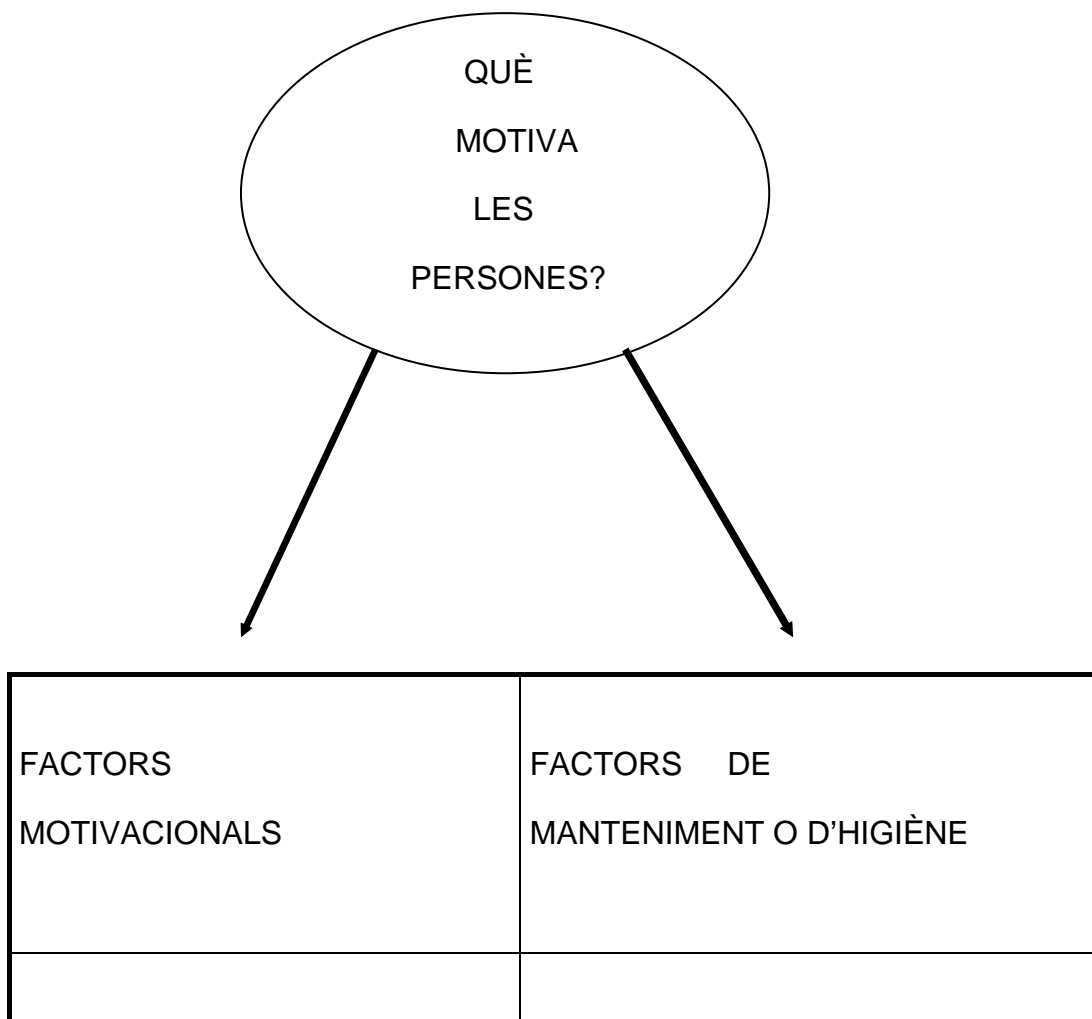 QUÈ
MOTIVA
LES
PERSONES?
FACTORS
MOTIVACIONALS
FACTORS DE
MANTENIMENT O D'HIGIÈNE